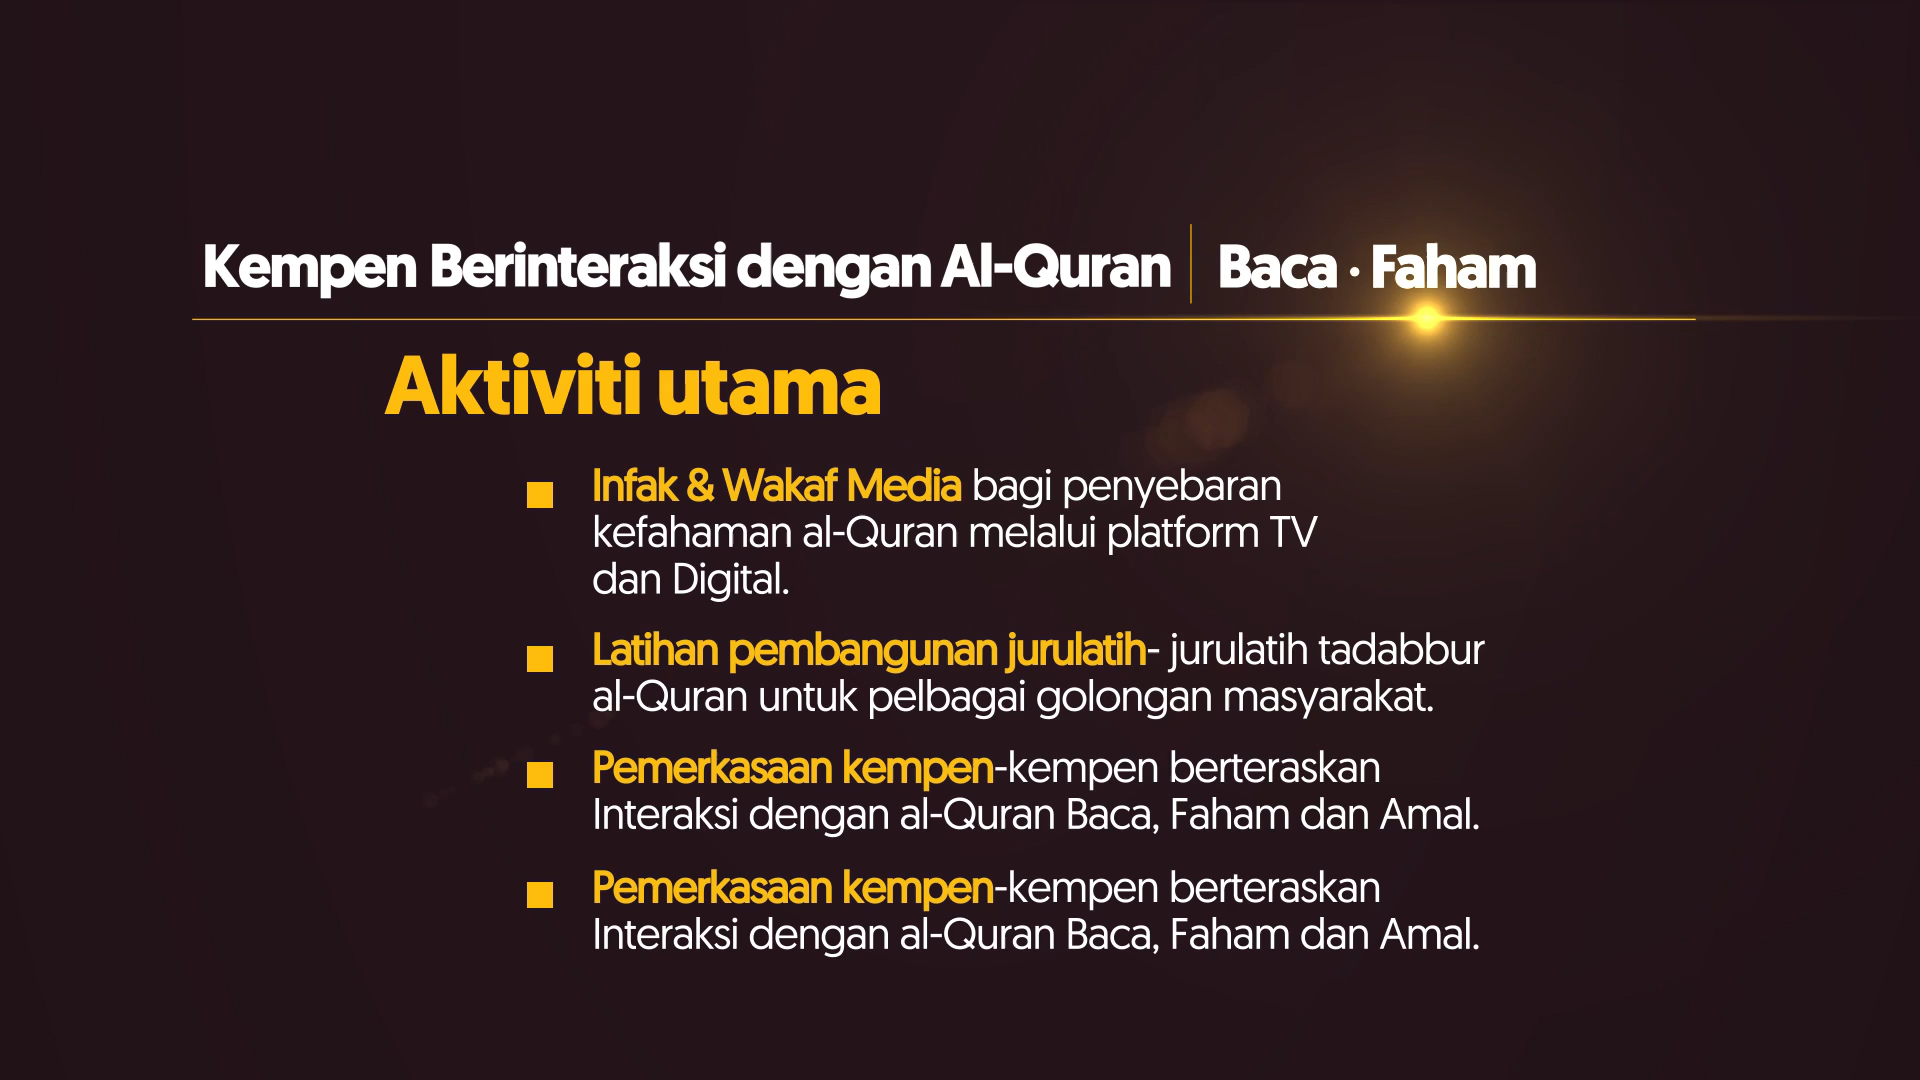 Kempen Berinteraksi dengan Al-Quran Baca · Faham
Aktiviti utama
Infak & Wakaf Media bagi penyebaran
kefahaman al-Quran melalui platform TV
dan Digital.
Latihan pembangunan jurulatih- jurulatih tadabbur
al-Quran untuk pelbagai golongan masyarakat.
Pemerkasaan kempen-kempen berteraskan
Interaksi dengan al-Quran Baca, Faham dan Amal.
Pemerkasaan kempen-kempen berteraskan
Interaksi dengan al-Quran Baca, Faham dan Amal.